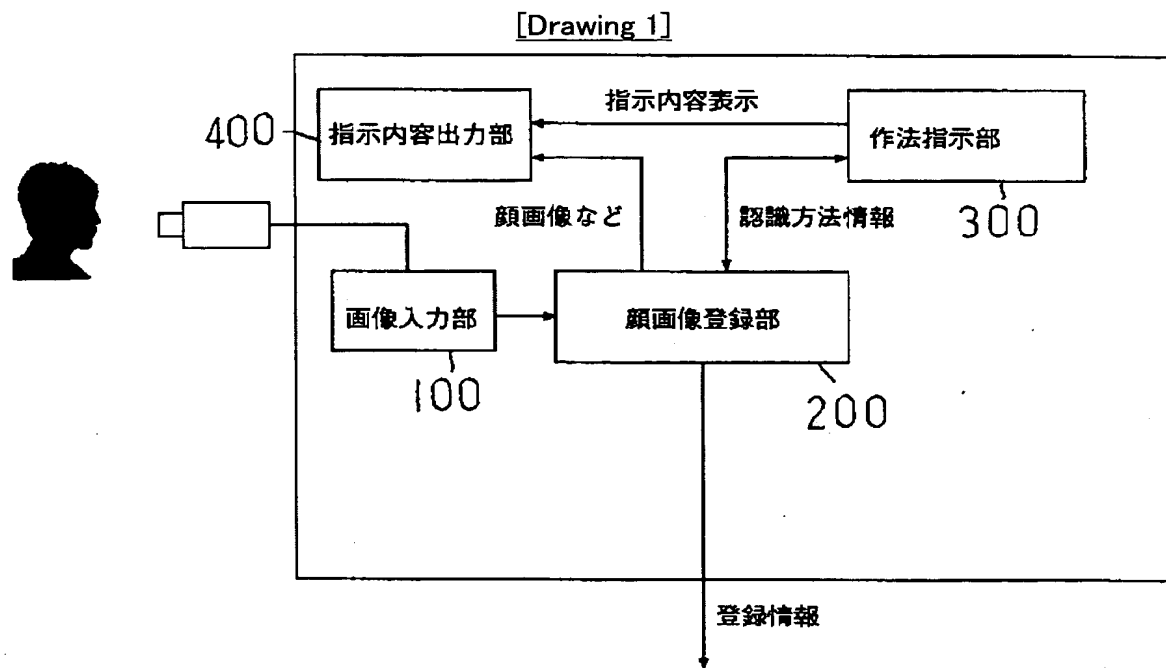 [Drawing 1]
指示内容表示
400
指示内容出力部
作法指示部
顔画像など
認識方法情報
300
画像入力部
顔画像登録部
100
200
登録情報